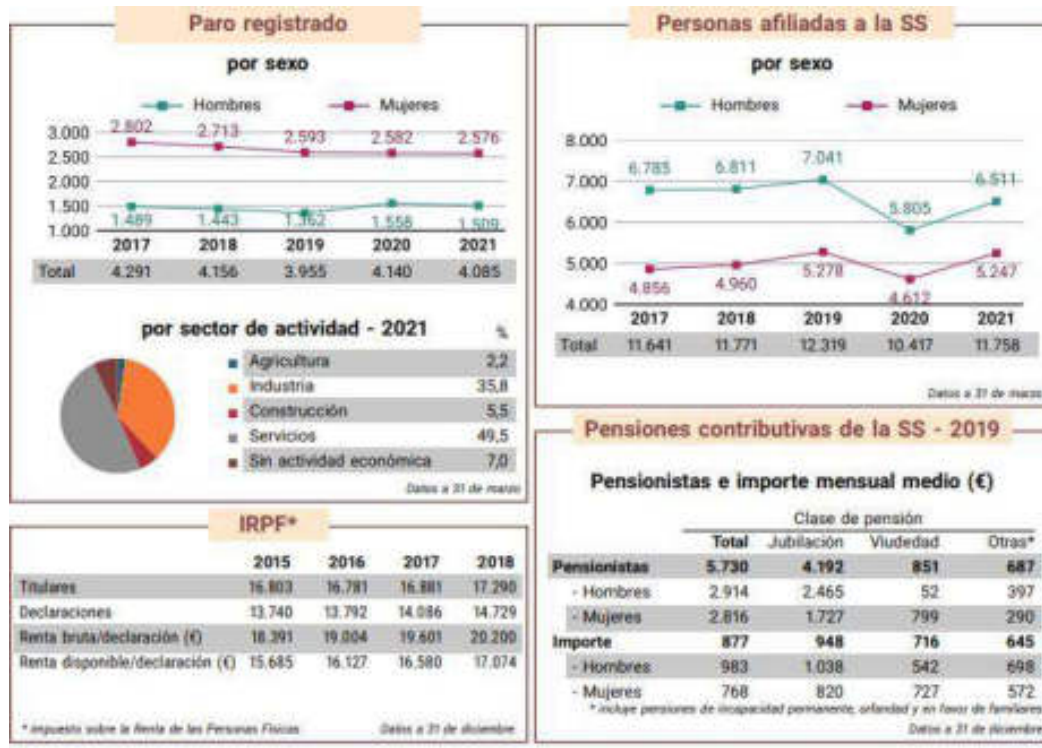 Paro registrado
por sexo
Hombres Mujeres
3.000
2.500
2.000
1.500
1.000
2.802 2.713 2.593 2.582 2.576
1.489 1.443 1.362 1.558 1.509
2017 2018 2019 2020 2021
Total 4.291 4.156 3.955 4.140 4.085
por sector de actividad - 2021 %
Agricultura 2,2
Industria 35,8
Construcción 5,5
Servicios 49,5
Sin actividad económica 7,0
Datos a 31 de marzo
IRPF*
2015 2016 2017 2018
Titulares 16.803 16.781 16.881 17.290
Declaraciones 13.740 13.792 14.086 14.729
Renta bruta/declaración (€) 18.391 19.004 19.601 20.200
Renta disponible/declaración (€) 15.685 16.127 16.580 17.074
* impuesto sobre la Renta de las Personas Físicas Datos a 31 de diciembre
Personas afiliadas a la SS
por sexo
Hombres Mujeres
8.000
7.000
6.000
5.000
4.000
6.785 6.811 7.041 5.805 6.511
4.856 4.960 5.278 4.612 5.247
2017 2018 2019 2020 2021
Total 11.641 11.771 12.319 10.417 11.758
Datos a 31 de marzo
Pensiones contributivas de la SS - 2019
Pensionistas e importe mensual medio (€)
Clase de pensión
Total Jubilación Viudedad Otras*
Pensionistas 5.730 4.192 851 687
- Hombres 2.914 2.465 52 397
- Mujeres 2.816 1.727 799 290
Importe 877 948 716 645
- Hombres 983 1.038 542 698
- Mujeres 768 820 727 572
* incluye pensiones de incapacidad permanente, orfandad y en favor de familiares
Datos a 31 de diciembre